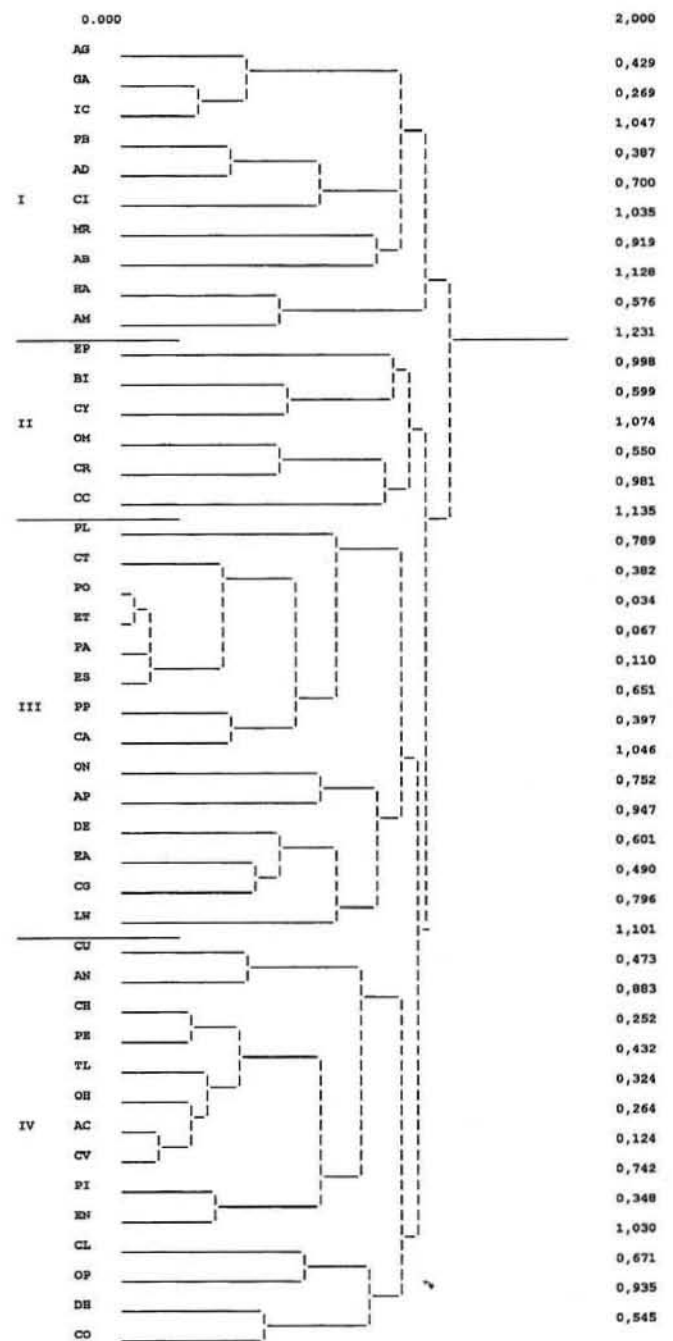 0.000 2,000
AG 0,429
GA 0,269
IC 1,047
PB 0,387
AD 0,700
I CI 1,035
MR 0,919
AB 1,128
HA 0,576
AM 1,231
EP 0,998
BI 0,599
CY 1,074
II OM 0,550
CR 0,981
CC 1,135
PL 0,789
CT 0,382
PO 0,034
ET 0,067
PA 0,110
ES 0,651
III PP 0,397
CA 1,046
ON 0,752
AP 0,947
DE 0,601
EA 0,490
CG 0,796
LW 1,101
CU 0,473
AN 0,883
CH 0,252
PE 0,432
TL 0,324
OH 0,264
IV AC 0,124
CV 0,742
PI 0,348
EN 1,030
CL 0,671
OP 0,935
DH 0,545
CO